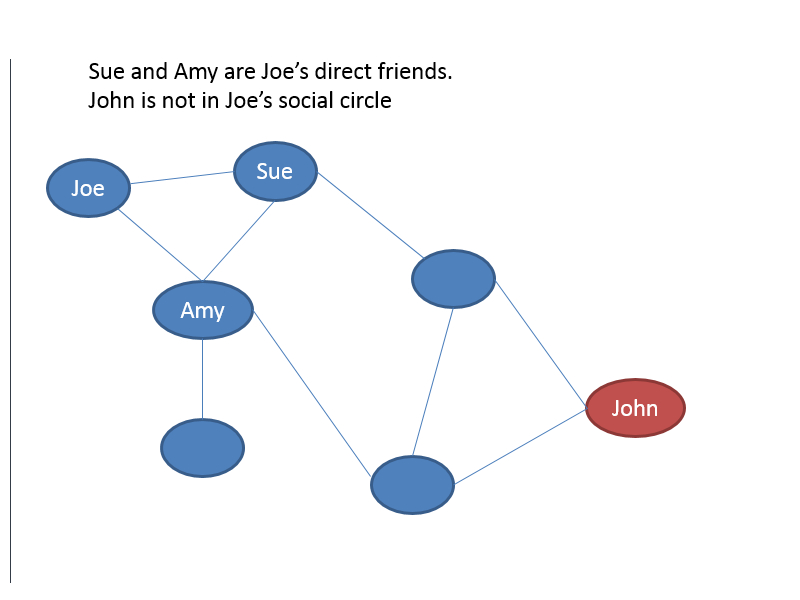 Sue and Amy are Joe’s direct friends.
John is not in Joe’s social circle
Joe
Sue
Amy
John